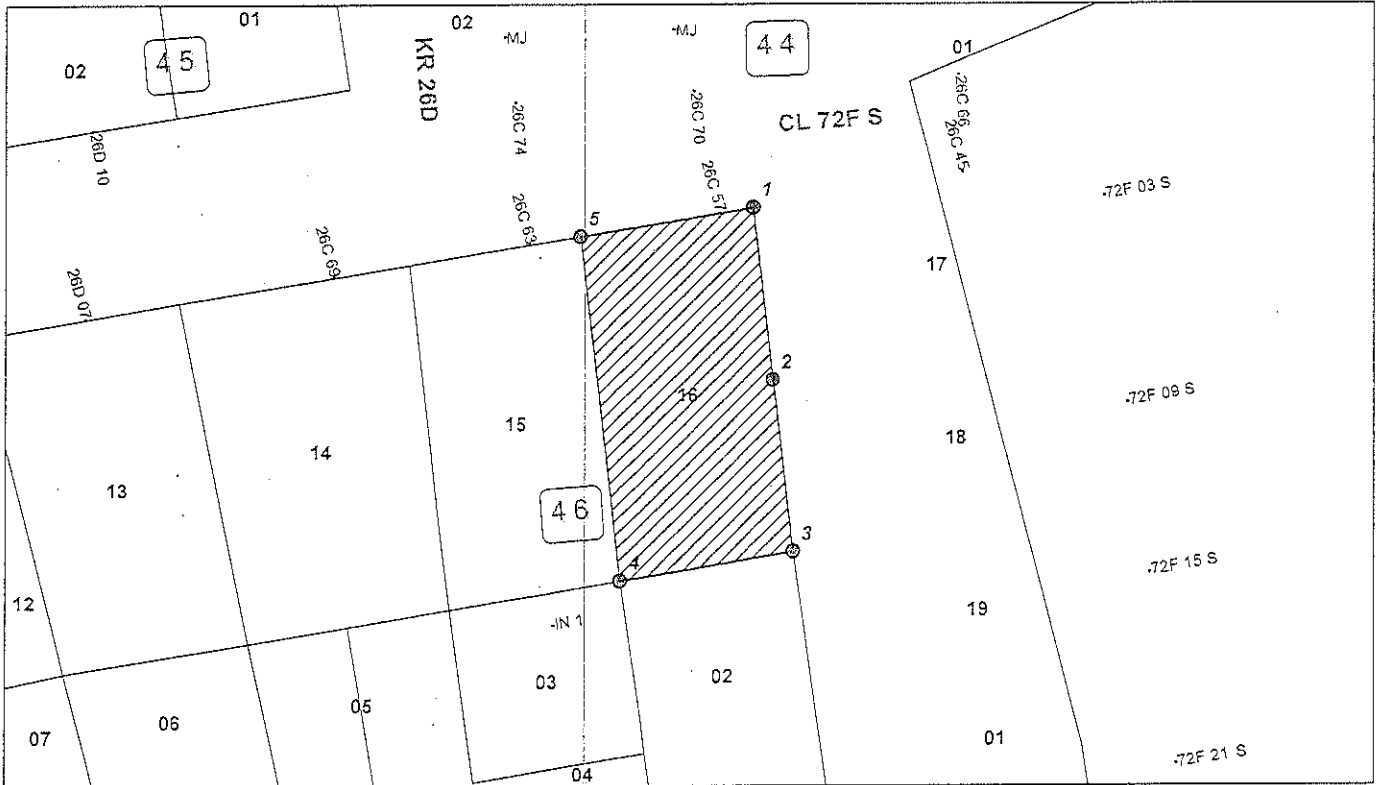 01
02
-MJ
-MJ
44
01
02
45
KR 26D
26C 74
26C 70
CL 72F S
26C 66
26C 45
26D 10
26C 57
1
72F 03 S
26C 63
5
26C 69
17
26D 07
2
16
72F 09 S
15
18
14
13
46
3
4
72F 15 S
12
19
-IN 1
03
02
05
06
07
01
04
72F 21 S